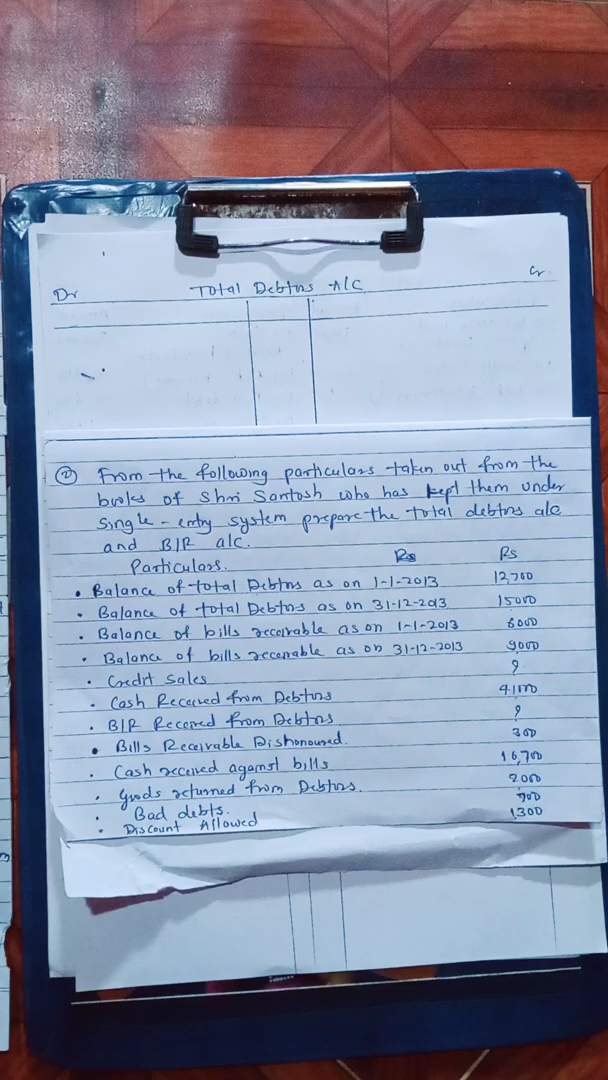 Dr Total Debtors A/C Cr
② From the following particulars taken out from the
books of Shri Santosh who has kept them under
single-entry system prepare the total debtors a/c
and B/R a/c.
Particulars. Rs Rs
• Balance of total Debtors as on 1-1-2013 12,700
• Balance of total Debtos as on 31-12-2013 15000
• Balance of bills receivable as on 1-1-2013 6000
• Balance of bills receivable as on 31-12-2013 9000
• Credit Sales ?
• Cash Received from Debtors
• B/R Received from Debtors ?
• Bills Receivable Dishonoured. 300
• Cash received against bills 16,700
• Goods returned from Debtors. 2000
• Bad debts.
• Discount Allowed 1,300